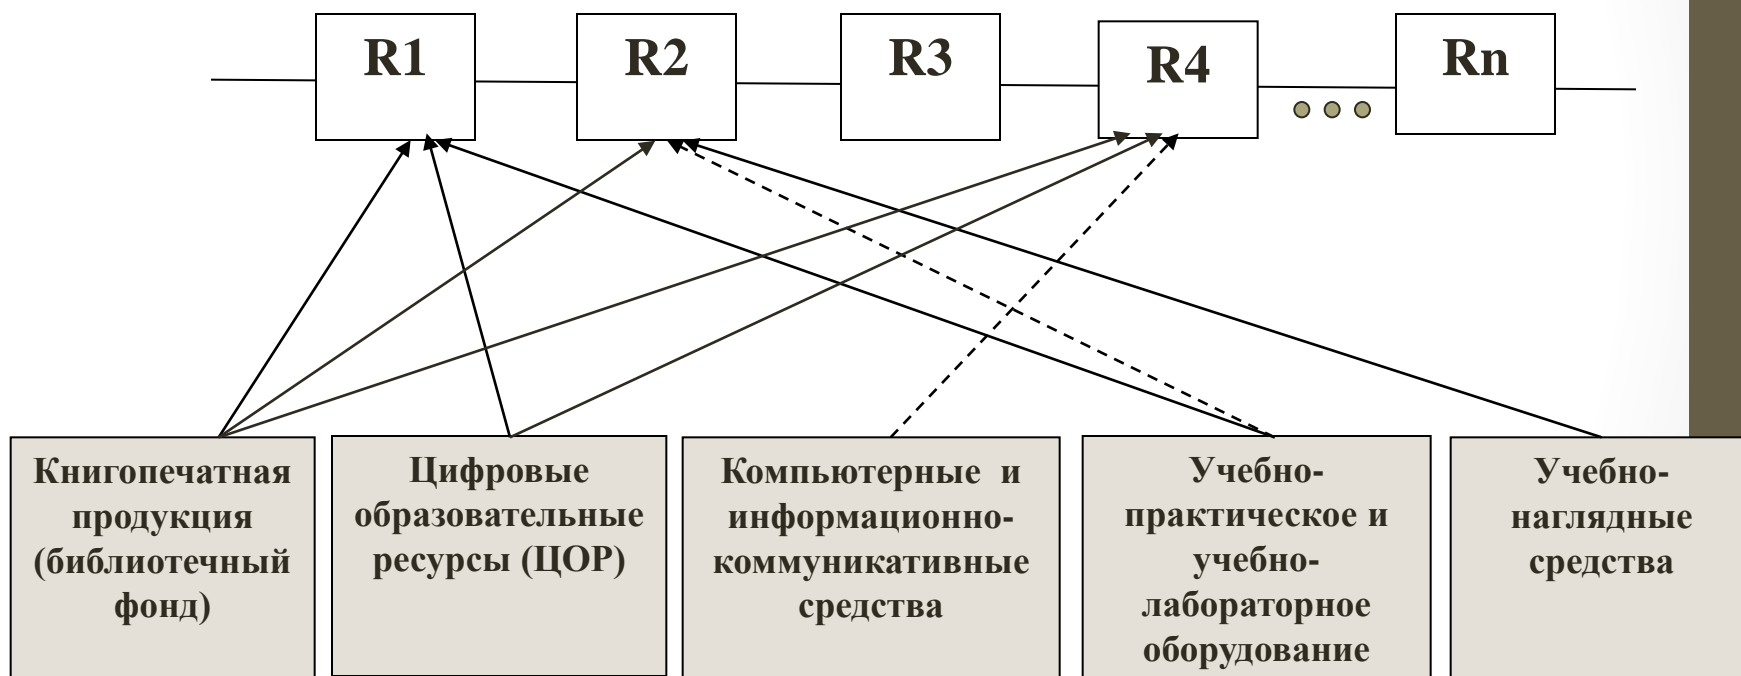 R1
R2
R3
R4
Rn
Книгопечатная
продукция
(библиотечный
фонд)
Цифровые
образовательные
ресурсы (ЦОР)
Компьютерные и
информационно-
коммуникативные
средства
Учебно-
практическое и
учебно-
лабораторное
оборудование
Учебно-
наглядные
средства